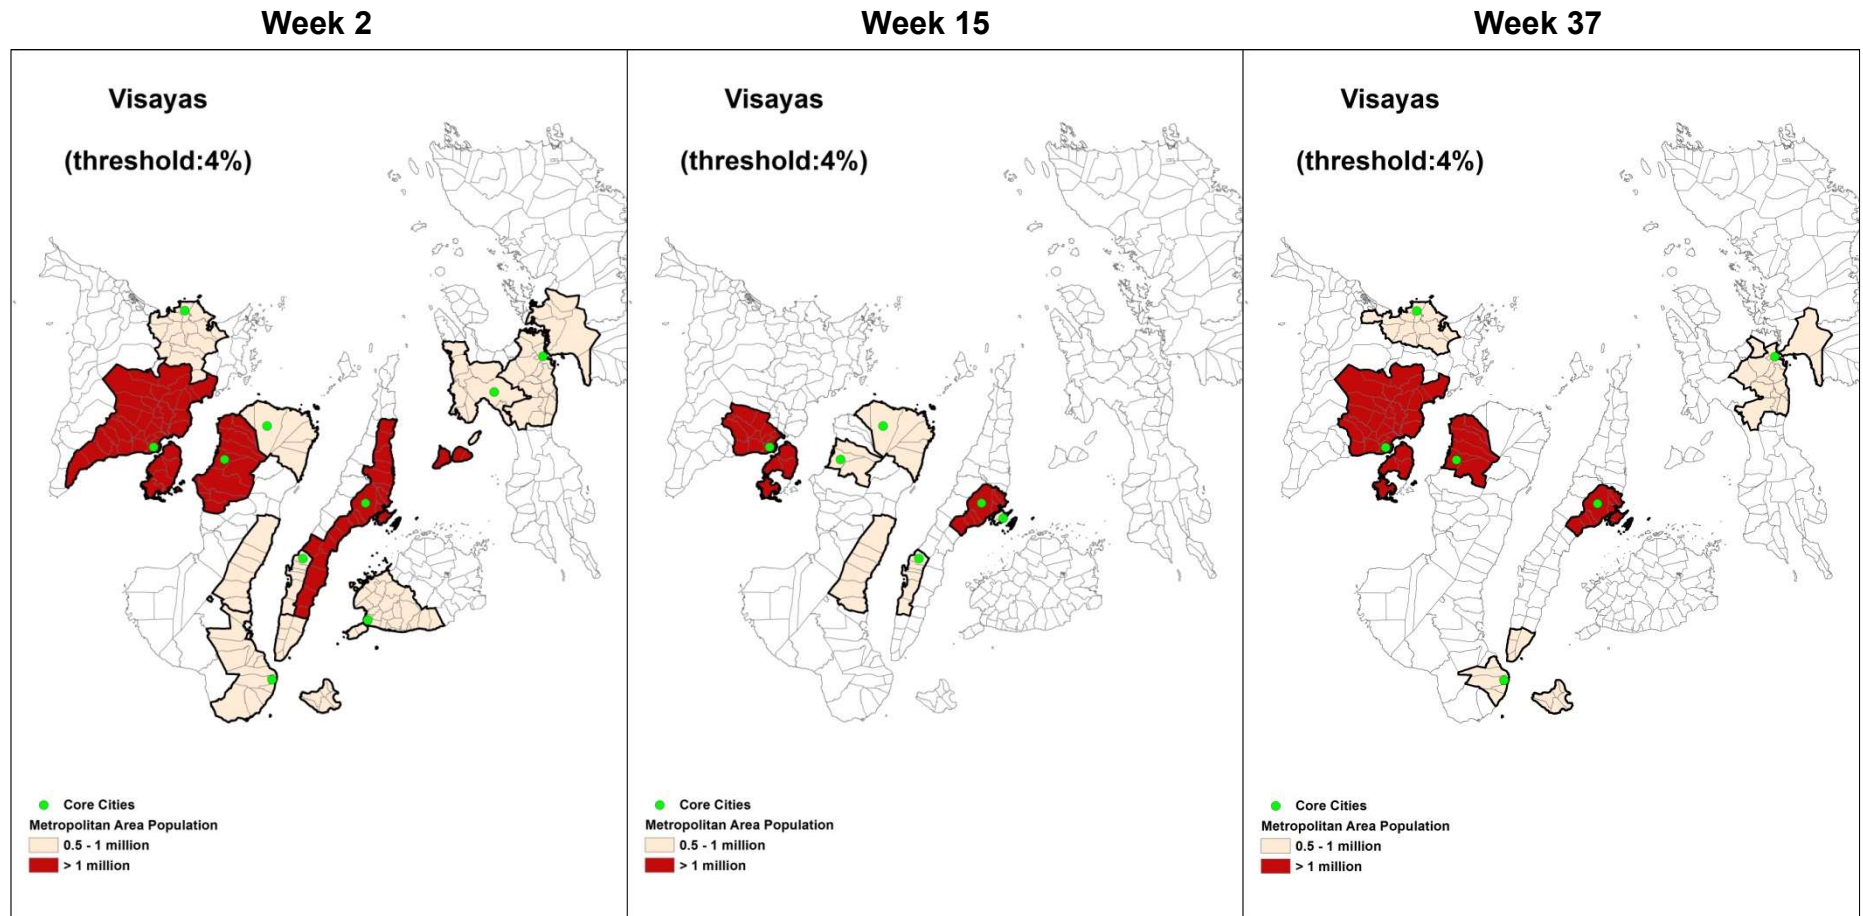 Week 2
Week 15
Week 37
Visayas
(threshold:4%)
Core Cities
Metropolitan Area Population
0.5 - 1 million
> 1 million
Visayas
(threshold:4%)
Core Cities
Metropolitan Area Population
0.5 - 1 million
> 1 million
Visayas
(threshold:4%)
Core Cities
Metropolitan Area Population
0.5 - 1 million
> 1 million